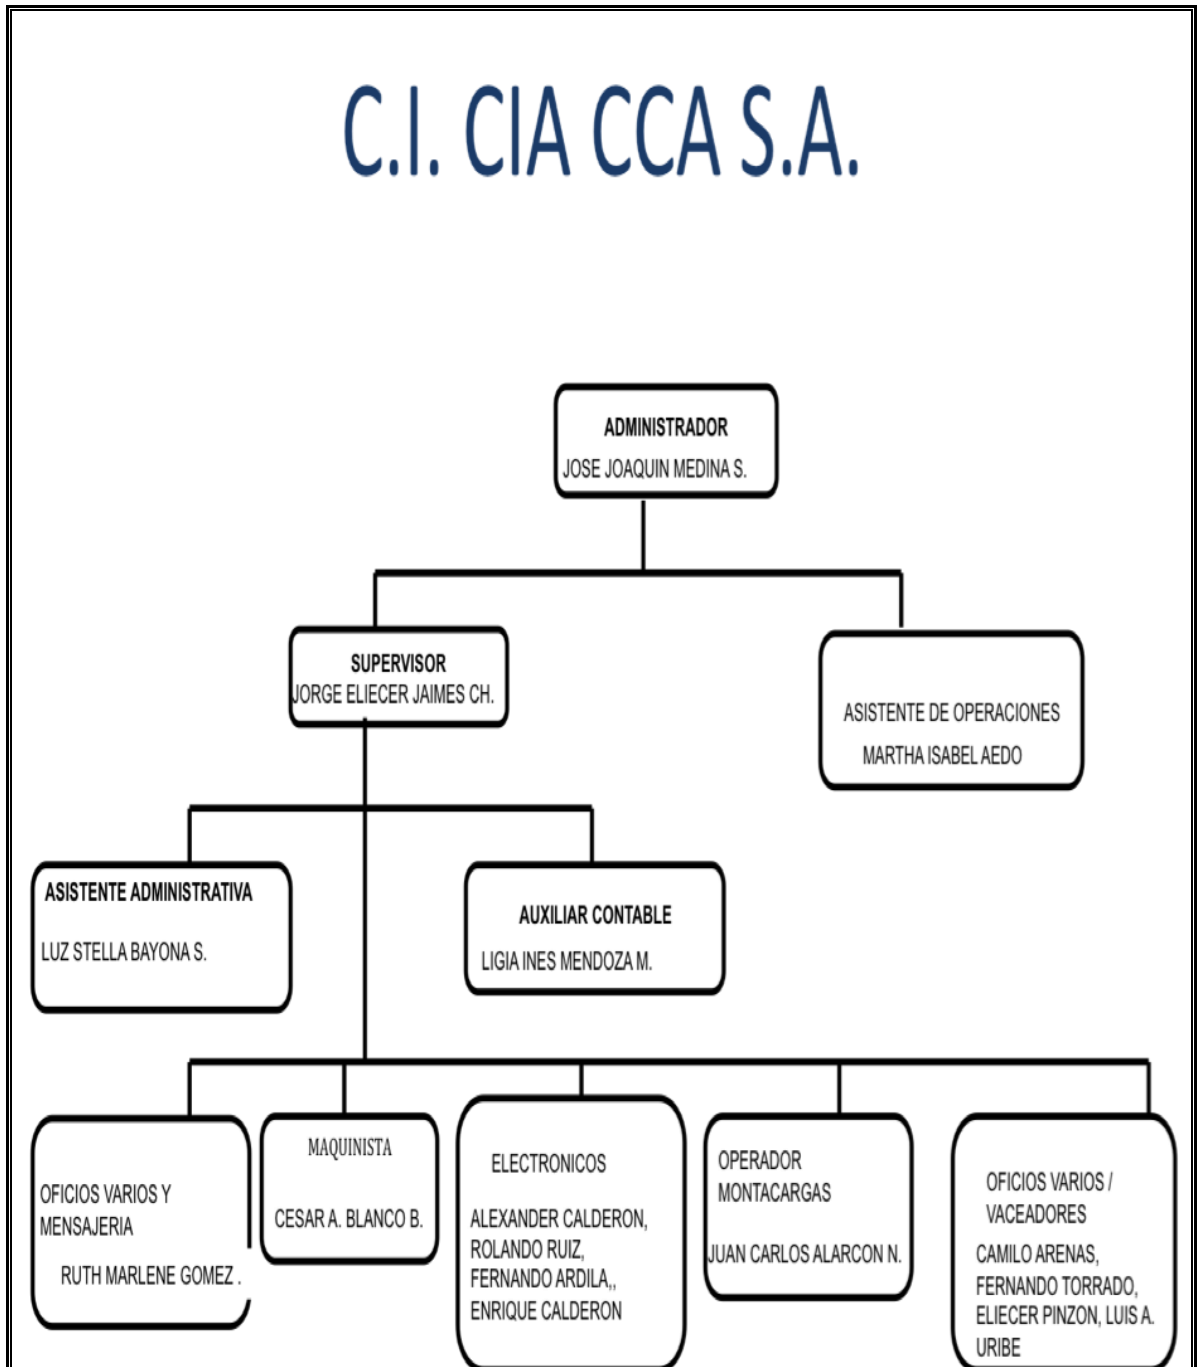 C.I. CIA CCA S.A.
ADMINISTRADOR
JOSE JOAQUIN MEDINA S.
SUPERVISOR
JORGE ELIECER JAIMES CH.
ASISTENTE DE OPERACIONES
MARTHA ISABEL AEDO
ASISTENTE ADMINISTRATIVA
LUZ STELLA BAYONA S.
AUXILIAR CONTABLE
LIGIA INES MENDOZA M.
OFICIOS VARIOS Y
MENSAJERIA
RUTH MARLENE GOMEZ .
MAQUINISTA
CESAR A. BLANCO B.
ELECTRONICOS
ALEXANDER CALDERON,
ROLANDO RUIZ,
FERNANDO ARDILA,,
ENRIQUE CALDERON
OPERADOR
MONTACARGAS
JUAN CARLOS ALARCON N.
OFICIOS VARIOS /
VACEADORES
CAMILO ARENAS,
FERNANDO TORRADO,
ELIECER PINZON, LUIS A.
URIBE